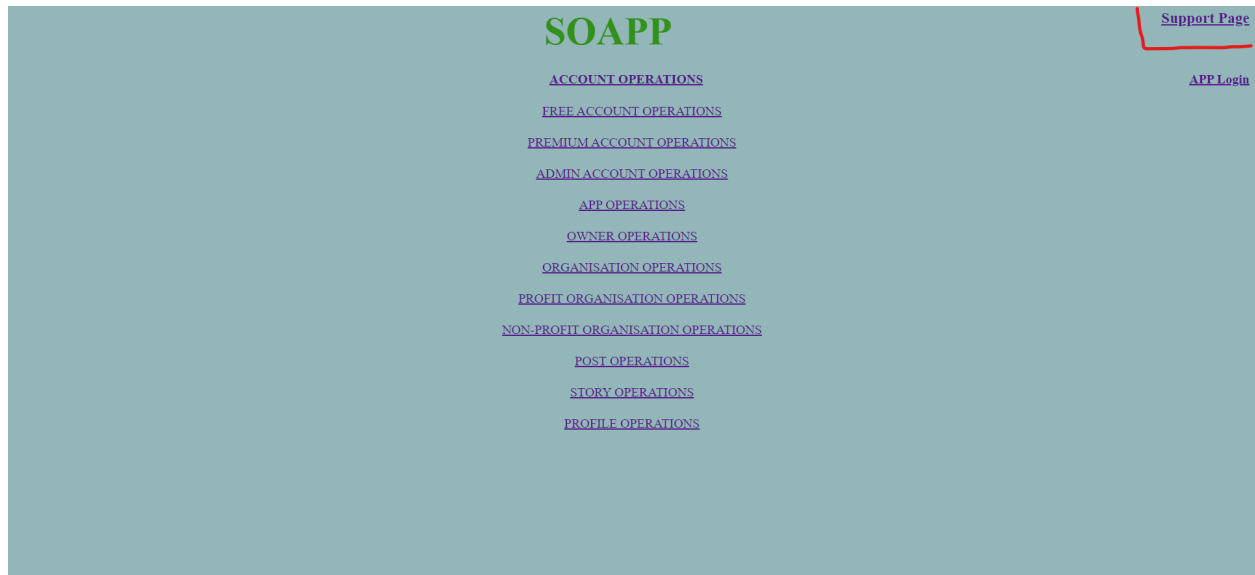 SOAPP
Support Page
ACCOUNT OPERATIONS
APP Login
FREE ACCOUNT OPERATIONS
PREMIUM ACCOUNT OPERATIONS
ADMIN ACCOUNT OPERATIONS
APP OPERATIONS
OWNER OPERATIONS
ORGANISATION OPERATIONS
PROFIT ORGANISATION OPERATIONS
NON-PROFIT ORGANISATION OPERATIONS
POST OPERATIONS
STORY OPERATIONS
PROFILE OPERATIONS